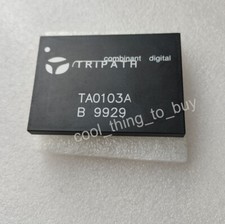 combinant digital
TRIPATH
TA0103A
B 9929
cool_thing_to_buy